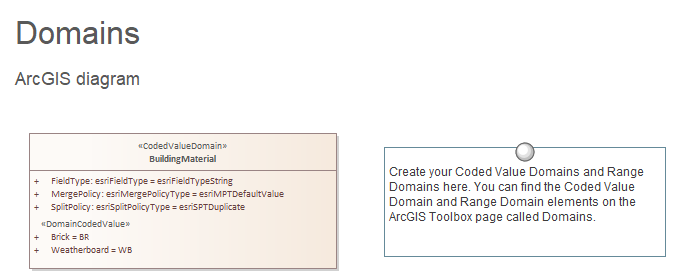 Domains
ArcGIS diagram
«CodedValueDomain»
BuildingMaterial
+ FieldType: esriFieldType = esriFieldTypeString
+ MergePolicy: esriMergePolicyType = esriMPTDefaultValue
+ SplitPolicy: esriSplitPolicyType = esriSPTDuplicate
«DomainCodedValue»
+ Brick = BR
+ Weatherboard = WB
Create your Coded Value Domains and Range
Domains here. You can find the Coded Value
Domain and Range Domain elements on the
ArcGIS Toolbox page called Domains.